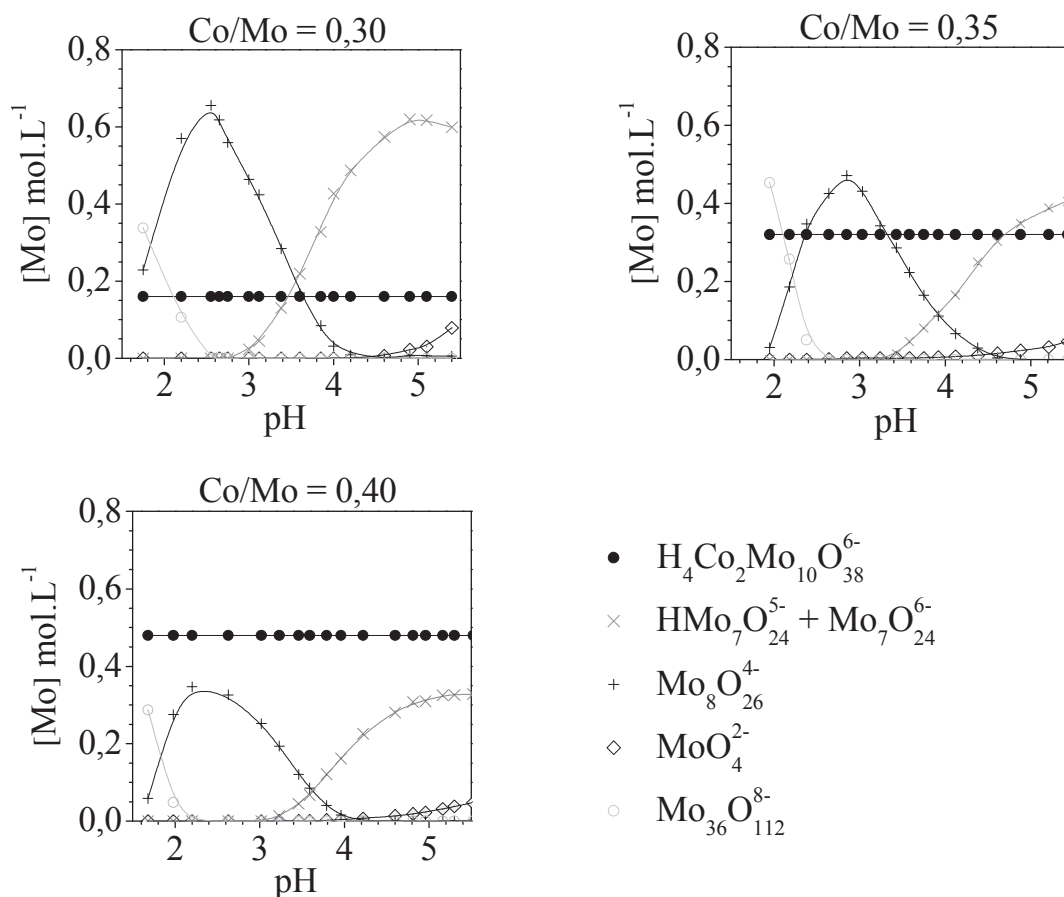 Co/Mo = 0,30
0,8
0,6
0,4
0,2
0,0
[Mo] mol.L-1
2 3 4 5
pH
Co/Mo = 0,35
0,8
0,6
0,4
0,2
0,0
[Mo] mol.L-1
2 3 4 5
pH
Co/Mo = 0,40
0,8
0,6
0,4
0,2
0,0
[Mo] mol.L-1
2 3 4 5
pH
H4Co2Mo10O38 6-
HMo7O24 5- + Mo7O24 6-
Mo8O26 4-
MoO4 2-
Mo36O112 8-